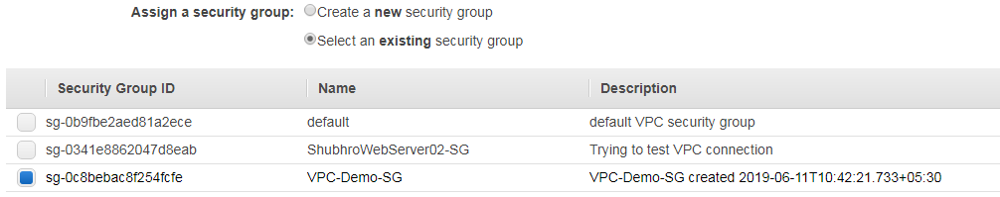 Assign a security group: Create a new security group
Select an existing security group
Security Group ID Name Description
sg-0b9fbe2aed81a2ece default default VPC security group
sg-0341e8862047d8eab ShubhroWebServer02-SG Trying to test VPC connection
sg-0c8bebac8f254fcfe VPC-Demo-SG VPC-Demo-SG created 2019-06-11T10:42:21.733+05:30